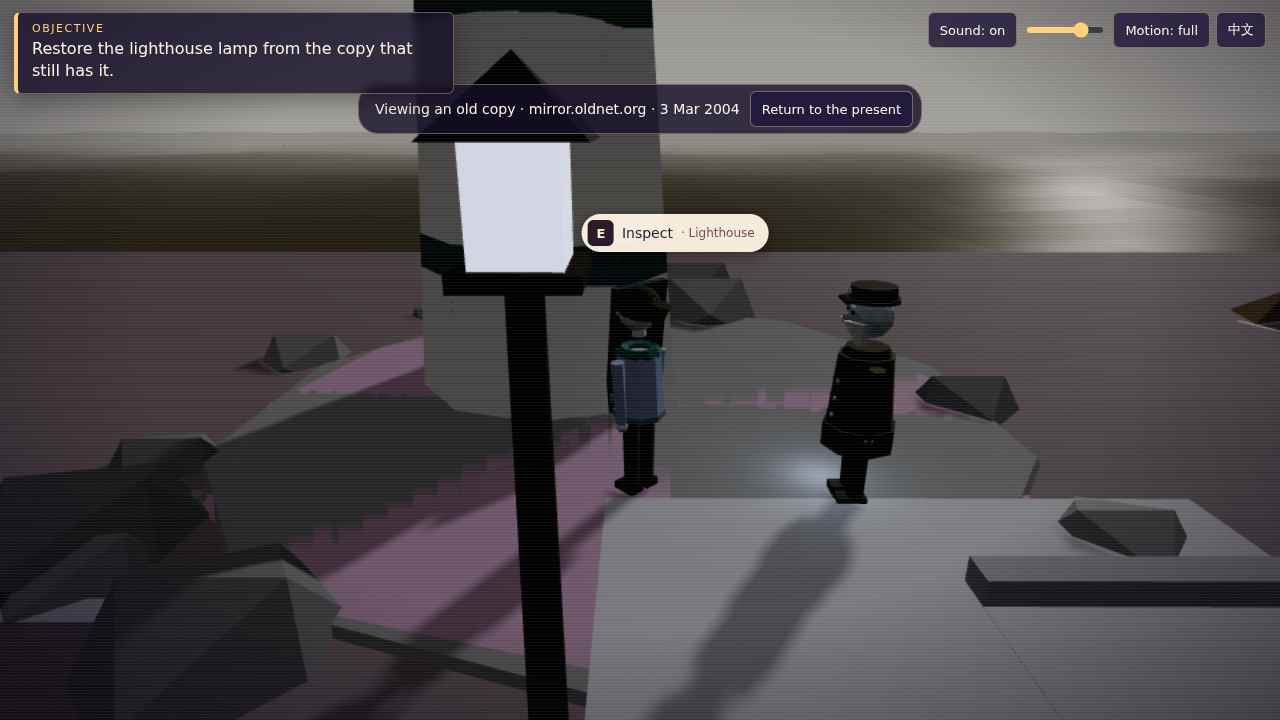 OBJECTIVE
Restore the lighthouse lamp from the copy that
still has it.
Sound: on
Motion: full
中文
Viewing an old copy · mirror.oldnet.org · 3 Mar 2004
Return to the present
E Inspect · Lighthouse